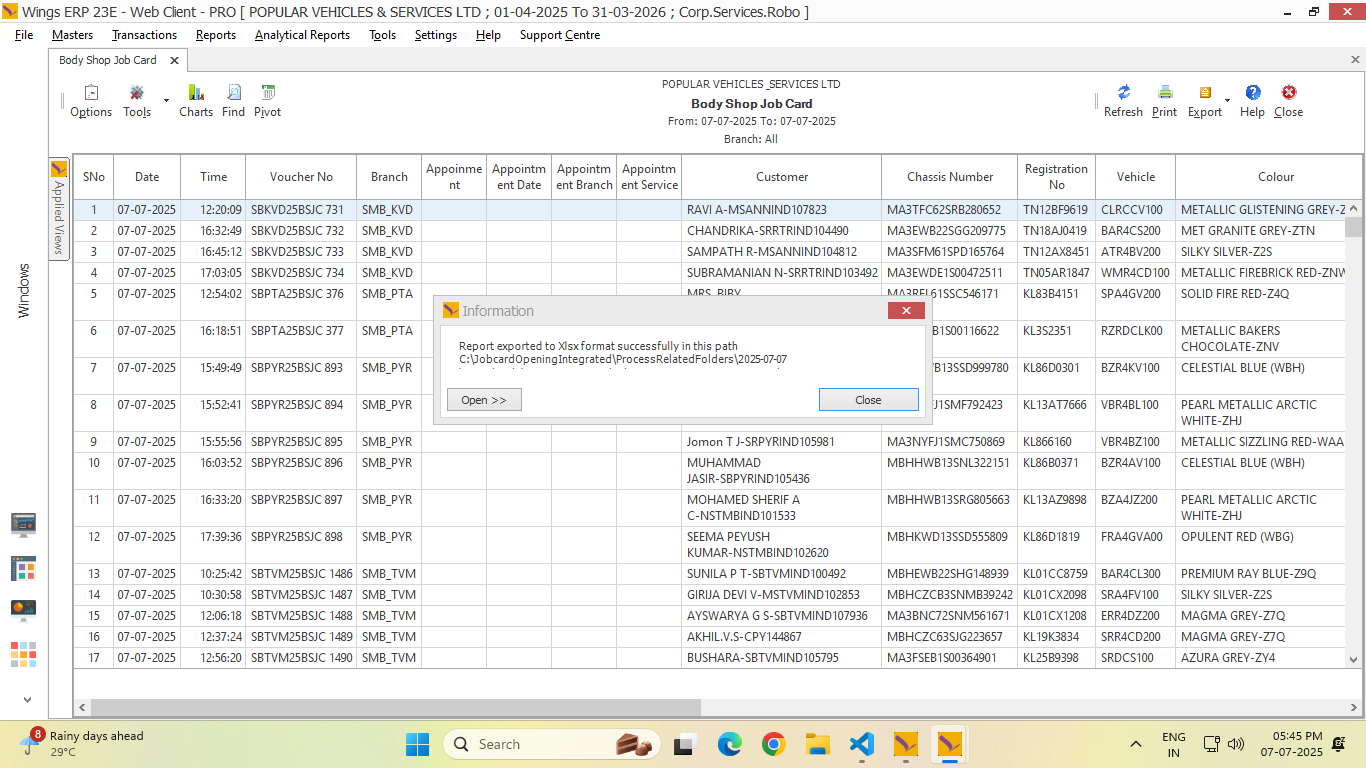 Wings ERP 23E - Web Client - PRO [ POPULAR VEHICLES & SERVICES LTD ; 01-04-2025 To 31-03-2026 ; Corp.Services.Robo ]
File Masters Transactions Reports Analytical Reports Tools Settings Help Support Centre
Body Shop Job Card
POPULAR VEHICLES_SERVICES LTD
Body Shop Job Card
From: 07-07-2025 To: 07-07-2025
Branch: All
Options Tools Charts Find Pivot Refresh Print Export Help Close
Applied Views
Windows
SNo Date Time Voucher No Branch Appoinment Appointment Date Appointment Branch Appointment Service Customer Chassis Number Registration No Vehicle Colour
1 07-07-2025 12:20:09 SBKVD25BSJC 731 SMB_KVD RAVI A-MSANNIND107823 MA3TFC62SRB280652 TN12BF9619 CLRCCV100 METALLIC GLISTENING GREY-Z
2 07-07-2025 16:32:49 SBKVD25BSJC 732 SMB_KVD CHANDRIKA-SRRTRIND104490 MA3EWB22SGG209775 TN18AJ0419 BAR4CS200 MET GRANITE GREY-ZTN
3 07-07-2025 16:45:12 SBKVD25BSJC 733 SMB_KVD SAMPATH R-MSANNIND104812 MA3SFM61SPD165764 TN12AX8451 ATR4BV200 SILKY SILVER-Z2S
4 07-07-2025 17:03:05 SBKVD25BSJC 734 SMB_KVD SUBRAMANIAN N-SRRTRIND103492 MA3EWDE1S00472511 TN05AR1847 WMR4CD100 METALLIC FIREBRICK RED-ZNW
5 07-07-2025 12:54:02 SBPTA25BSJC 376 SMB_PTA MRS. BIBY MA3RFL61SSC546171 KL83B4151 SPA4GV200 SOLID FIRE RED-Z4Q
6 07-07-2025 16:18:51 SBPTA25BSJC 377 SMB_PTA B1S00116622 KL3S2351 RZRDCLK00 METALLIC BAKERS
CHOCOLATE-ZNV
7 07-07-2025 15:49:49 SBPYR25BSJC 893 SMB_PYR WB13SSD999780 KL86D0301 BZR4KV100 CELESTIAL BLUE (WBH)
8 07-07-2025 15:52:41 SBPYR25BSJC 894 SMB_PYR FJ1SMF792423 KL13AT7666 VBR4BL100 PEARL METALLIC ARCTIC
WHITE-ZHJ
9 07-07-2025 15:55:56 SBPYR25BSJC 895 SMB_PYR Jomon T J-SRPYRIND105981 MA3NYFJ1SMC750869 KL866160 VBR4BZ100 METALLIC SIZZLING RED-WAA
10 07-07-2025 16:03:52 SBPYR25BSJC 896 SMB_PYR MUHAMMAD MBHHWB13SNL322151 KL86B0371 BZR4AV100 CELESTIAL BLUE (WBH)
JASIR-SBPYRIND105436
11 07-07-2025 16:33:20 SBPYR25BSJC 897 SMB_PYR MOHAMED SHERIF A MBHHWB13SRG805663 KL13AZ9898 BZA4JZ200 PEARL METALLIC ARCTIC
C-NSTMBIND101533 WHITE-ZHJ
12 07-07-2025 17:39:36 SBPYR25BSJC 898 SMB_PYR SEEMA PEYUSH MBHKWD13SSD555809 KL86D1819 FRA4GVA00 OPULENT RED (WBG)
KUMAR-NSTMBIND102620
13 07-07-2025 10:25:42 SBTVM25BSJC 1486 SMB_TVM SUNILA P T-SBTVMIND100492 MBHEWB22SHG148939 KL01CC8759 BAR4CL300 PREMIUM RAY BLUE-Z9Q
14 07-07-2025 10:30:58 SBTVM25BSJC 1487 SMB_TVM GIRIJA DEVI V-MSTVMIND102853 MBHCZCB3SNMB39242 KL01CX2098 SRA4FV100 SILKY SILVER-Z2S
15 07-07-2025 12:06:18 SBTVM25BSJC 1488 SMB_TVM AYSWARYA G S-SBTVMIND107936 MA3BNC72SNM561671 KL01CX1208 ERR4DZ200 MAGMA GREY-Z7Q
16 07-07-2025 12:37:24 SBTVM25BSJC 1489 SMB_TVM AKHIL.V.S-CPY144867 MBHCZC63SJG223657 KL19K3834 SRR4CD200 MAGMA GREY-Z7Q
17 07-07-2025 12:56:20 SBTVM25BSJC 1490 SMB_TVM BUSHARA-SBTVMIND105795 MA3FSEB1S00364901 KL25B9398 SRDCS100 AZURA GREY-ZY4
Information
Report exported to Xlsx format successfully in this path
C:\JobcardOpeningIntegrated\ProcessRelatedFolders\2025-07-07
Open >> Close
8
Rainy days ahead
29°C
Search
ENG
IN
05:45 PM
07-07-2025